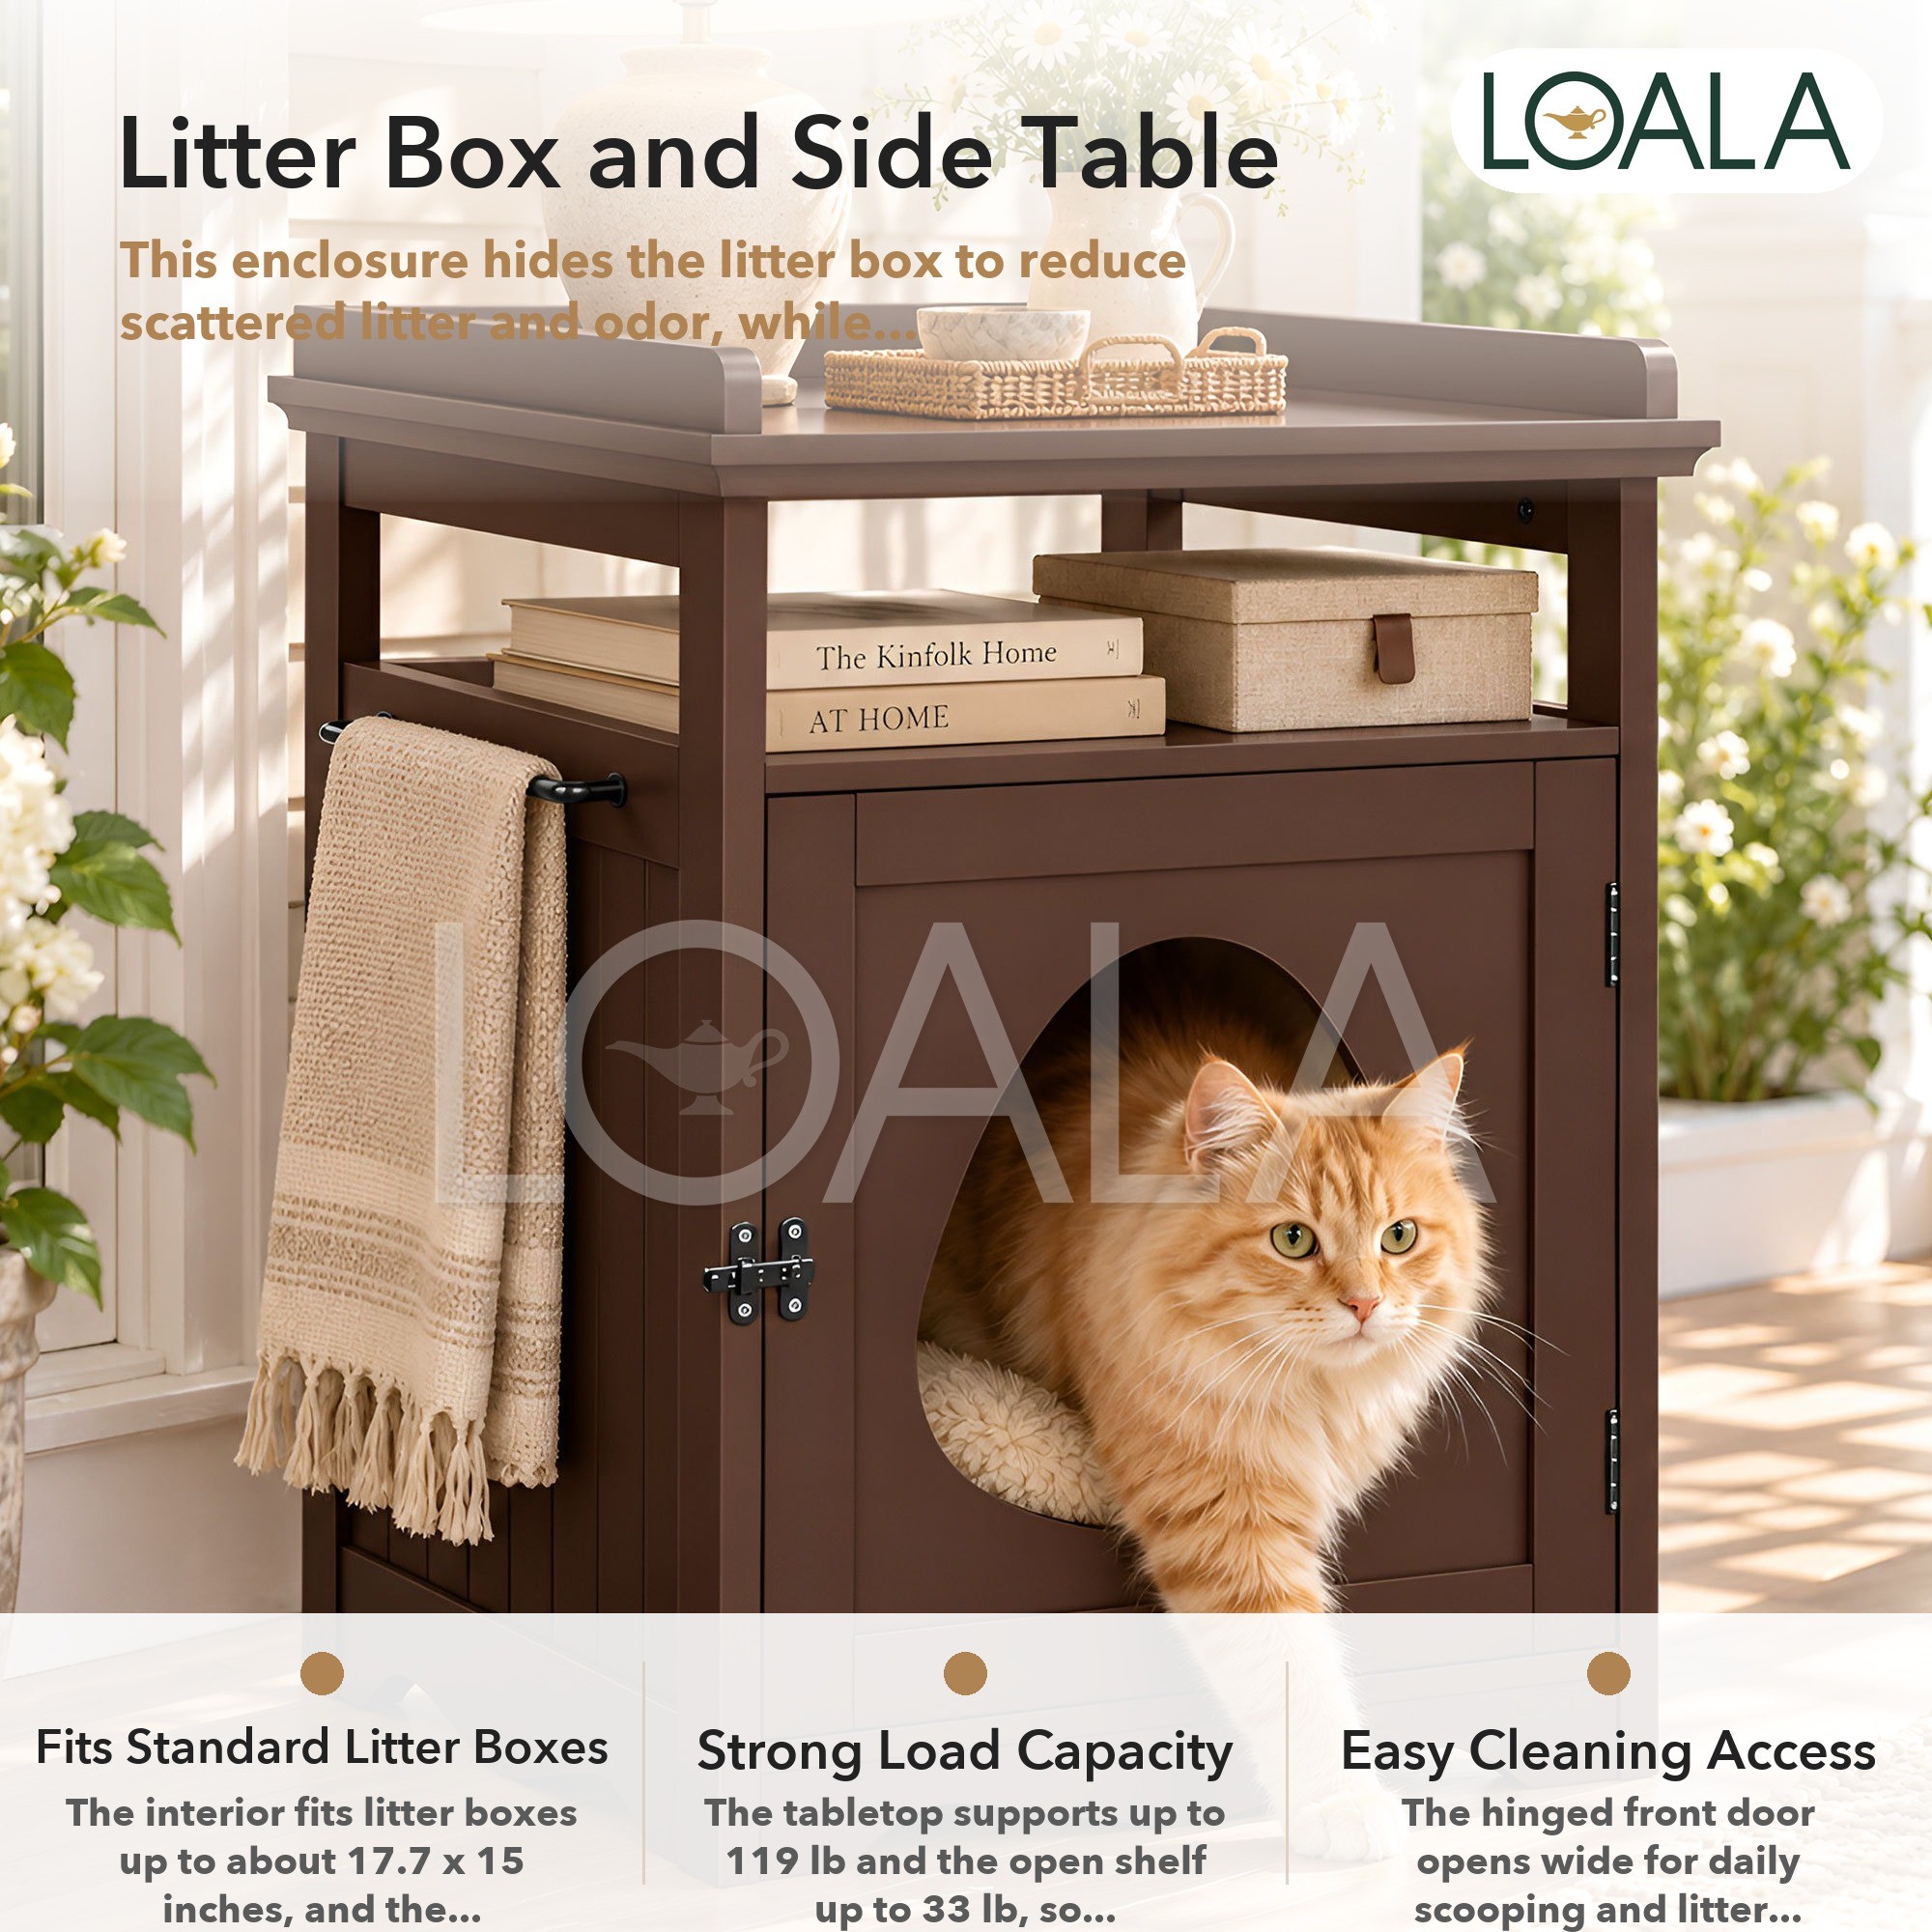 LOALA
Litter Box and Side Table
This enclosure hides the litter box to reduce
scattered litter and odor, while...
The Kinfolk Home
AT HOME
LOALA
Fits Standard Litter Boxes
The interior fits litter boxes
up to about 17.7 x 15
inches, and the...
Strong Load Capacity
The tabletop supports up to
119 lb and the open shelf
up to 33 lb, so...
Easy Cleaning Access
The hinged front door
opens wide for daily
scooping and litter...